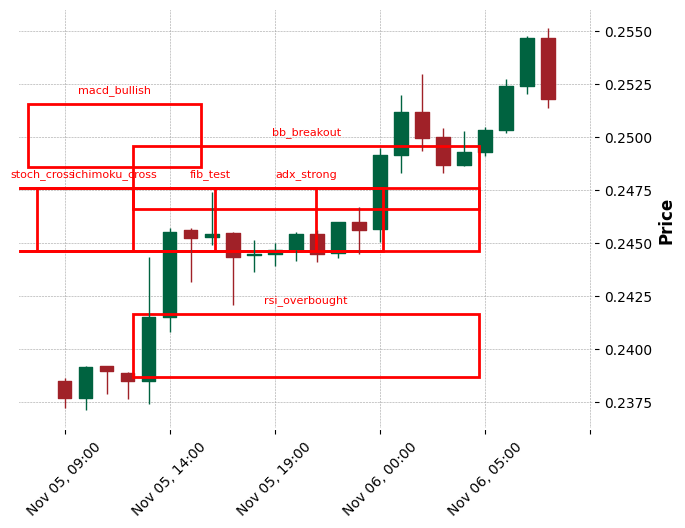 0.2550
macd_bullish
0.2525
bb_breakout
0.2500
stoch_cross
ichimoku_cross
fib_test
adx_strong
0.2475
0.2450
Price
0.2425
rsi_overbought
0.2400
0.2375
Nov 05, 09:00
Nov 05, 14:00
Nov 05, 19:00
Nov 06, 00:00
Nov 06, 05:00